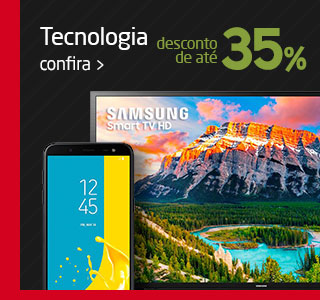 Tecnologia
confira >
desconto
de até
35%
SAMSUNG
Smart TV HD
12
45